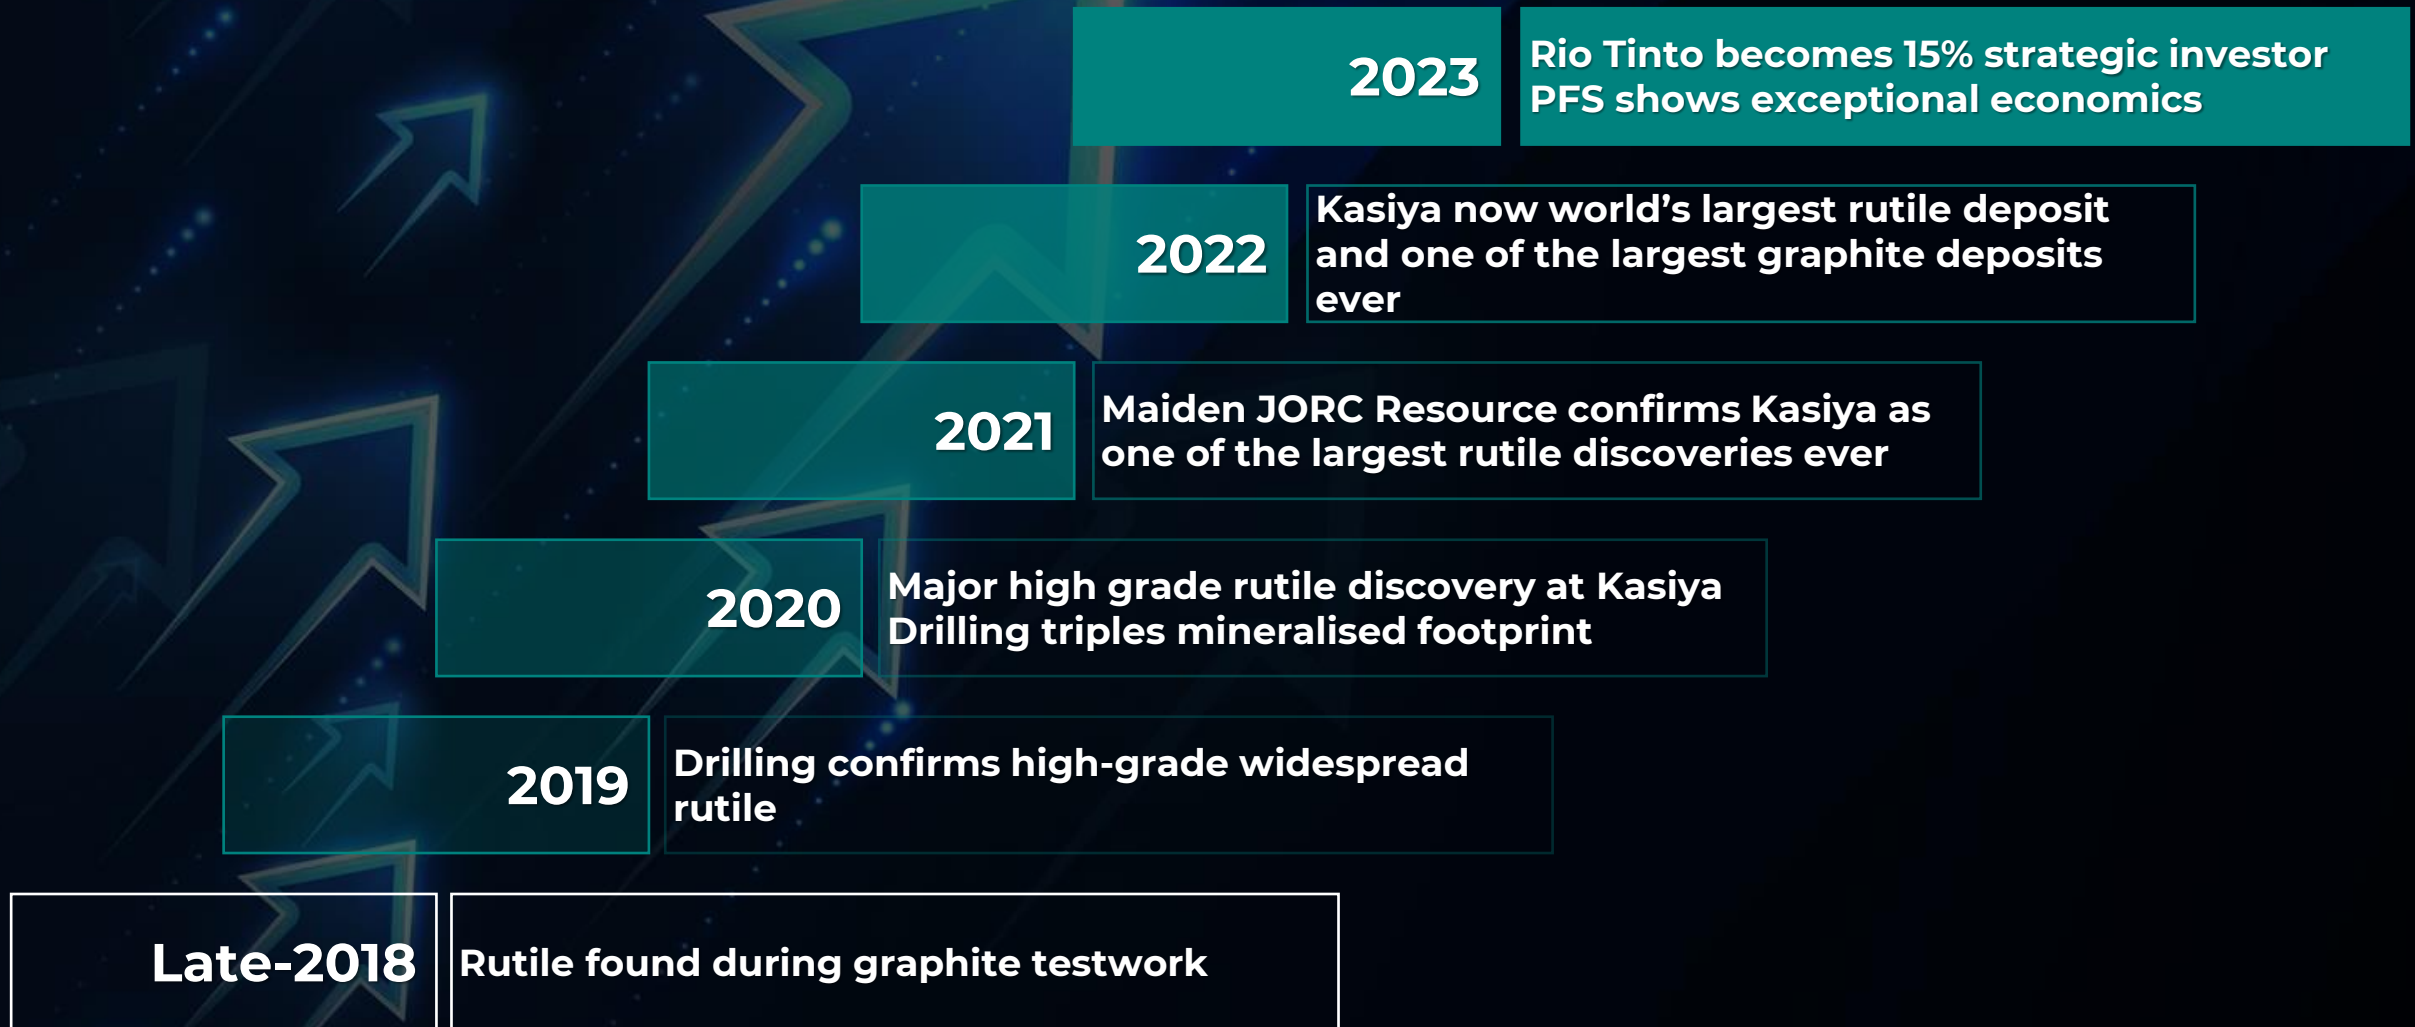 2023
Rio Tinto becomes 15% strategic investor
PFS shows exceptional economics
2022
Kasiya now world’s largest rutile deposit
and one of the largest graphite deposits
ever
2021
Maiden JORC Resource confirms Kasiya as
one of the largest rutile discoveries ever
2020
Major high grade rutile discovery at Kasiya
Drilling triples mineralised footprint
2019
Drilling confirms high-grade widespread
rutile
Late-2018
Rutile found during graphite testwork